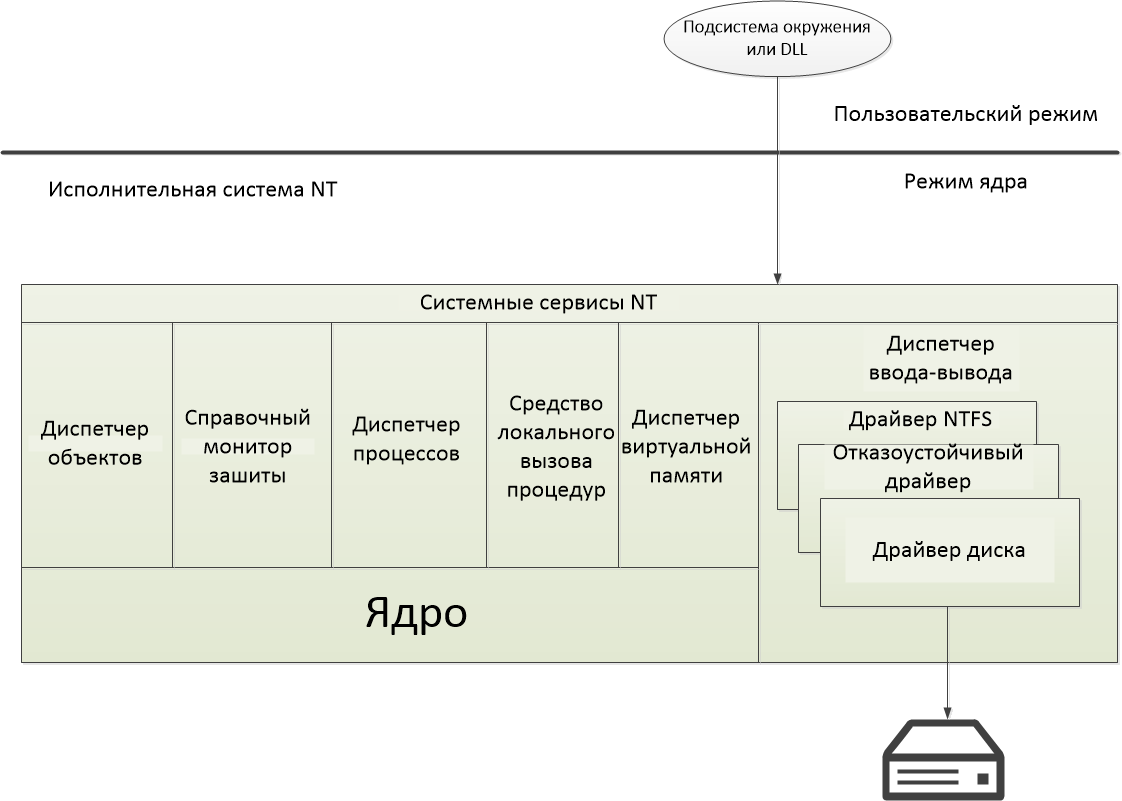 Подсистема окружения
или DLL
Пользовательский режим
Исполнительная система NT
Режим ядра
Системные сервисы NT
Диспетчер
объектов
Справочный
монитор
зашиты
Диспетчер
процессов
Средство
локального
вызова
процедур
Диспетчер
виртуальной
памяти
Диспетчер
ввода-вывода
Драйвер NTFS
Отказоустойчивый
драйвер
Драйвер диска
Ядро